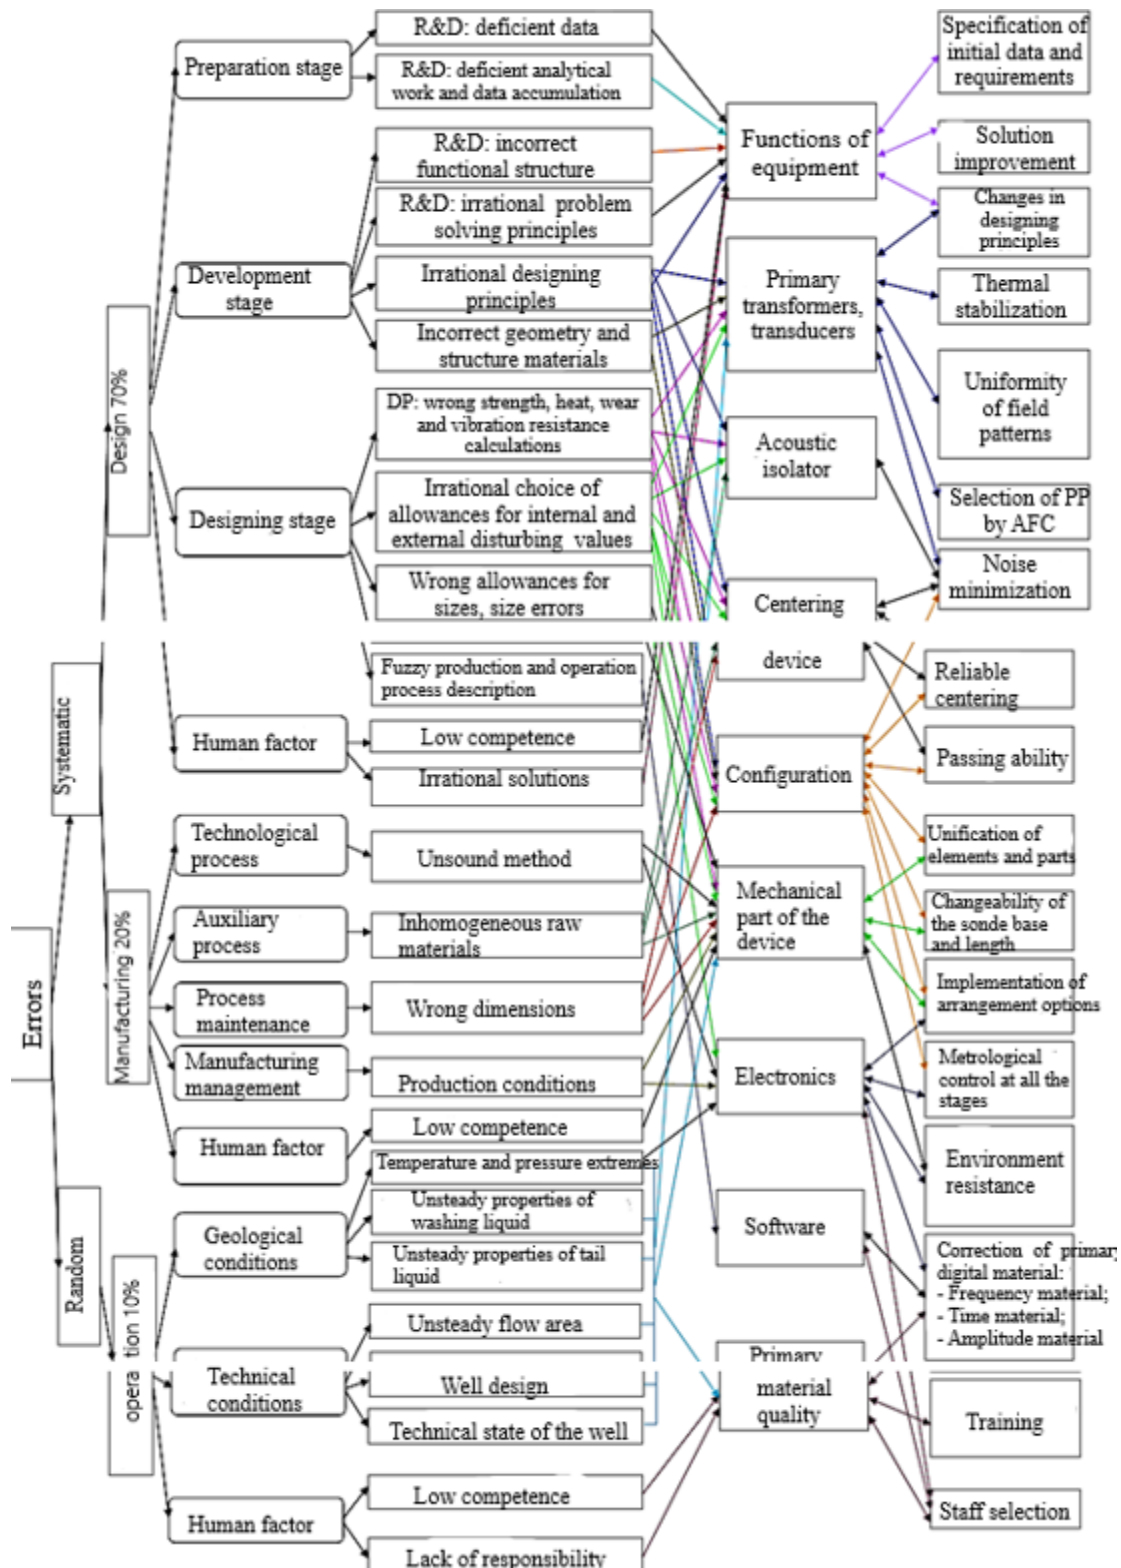 Errors
Systematic
Random
Design 70%
Manufacturing 20%
opera tion 10%
Preparation stage
Development
stage
Designing stage
Human factor
Technological
process
Auxiliary
process
Process
maintenance
Manufacturing
management
Human factor
Geological
conditions
Technical
conditions
Human factor
R&D: deficient data
R&D: deficient analytical
work and data accumulation
R&D: incorrect
functional structure
R&D: irrational problem
solving principles
Irrational designing
principles
Incorrect geometry and
structure materials
DP: wrong strength, heat, wear
and vibration resistance
calculations
Irrational choice of
allowances for internal and
external disturbing values
Wrong allowances for
sizes, size errors
Fuzzy production and operation
process description
Low competence
Irrational solutions
Unsound method
Inhomogeneous raw
materials
Wrong dimensions
Production conditions
Low competence
Temperature and pressure extremes
Unsteady properties of
washing liquid
Unsteady properties of tail
liquid
Unsteady flow area
Well design
Technical state of the well
Low competence
Lack of responsibility
Functions of
equipment
Primary
transformers,
transducers
Acoustic
isolator
Centering
device
Configuration
Mechanical
part of the
device
Electronics
Software
Primary
material
quality
Specification of
initial data and
requirements
Solution
improvement
Changes in
designing
principles
Thermal
stabilization
Uniformity
of field
patterns
Selection of PP
by AFC
Noise
minimization
Reliable
centering
Passing ability
Unification of
elements and parts
Changeability of
the sonde base
and length
Implementation of
arrangement options
Metrological
control at all the
stages
Environment
resistance
Correction of primary
digital material:
- Frequency material;
- Time material;
- Amplitude material
Training
Staff selection